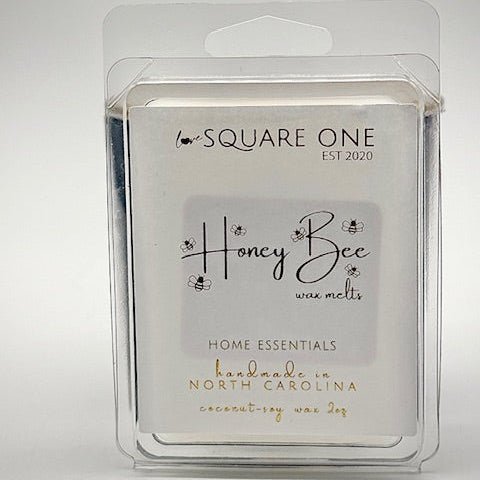 love SQUARE ONE
EST 2020
Honey Bee
wax melts
HOME ESSENTIALS
handmade in
NORTH CAROLINA
coconut-soy wax 2oz